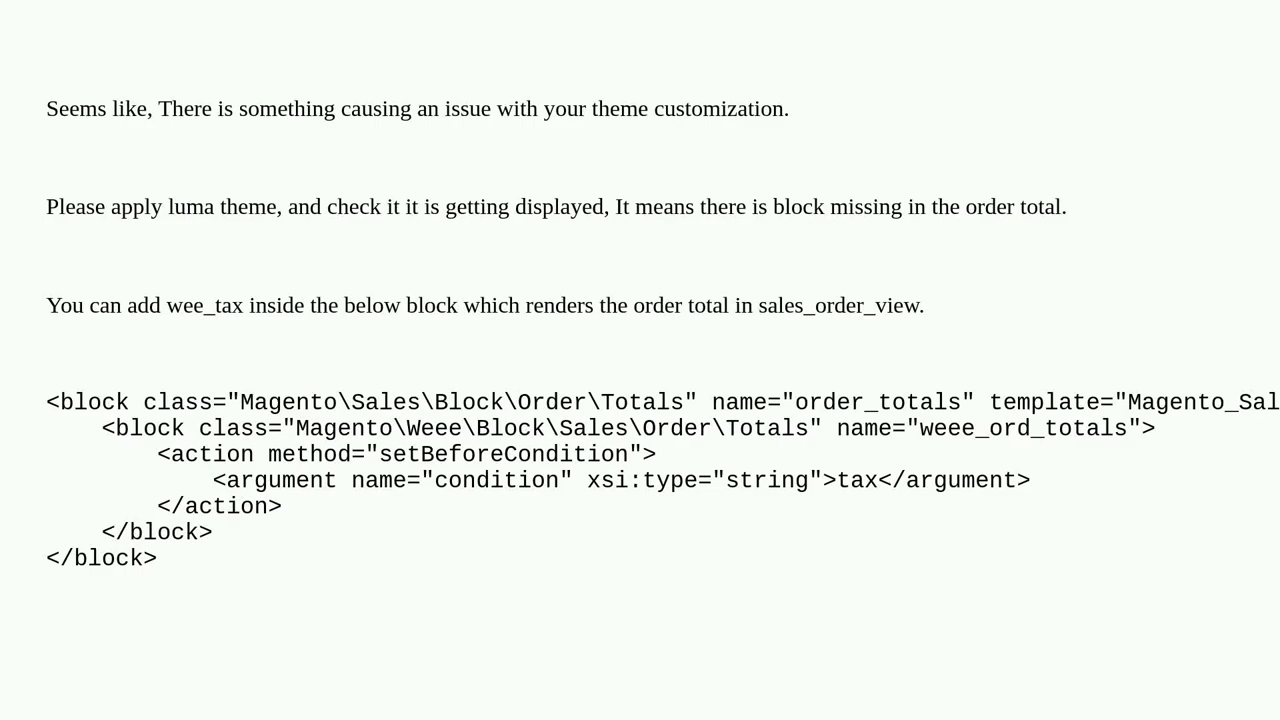 Seems like, There is something causing an issue with your theme customization.
Please apply luma theme, and check it it is getting displayed, It means there is block missing in the order total.
You can add wee_tax inside the below block which renders the order total in sales_order_view.
<block class="Magento\Sales\Block\Order\Totals" name="order_totals" template="Magento_Sal
    <block class="Magento\Weee\Block\Sales\Order\Totals" name="weee_ord_totals">
        <action method="setBeforeCondition">
            <argument name="condition" xsi:type="string">tax</argument>
        </action>
    </block>
</block>